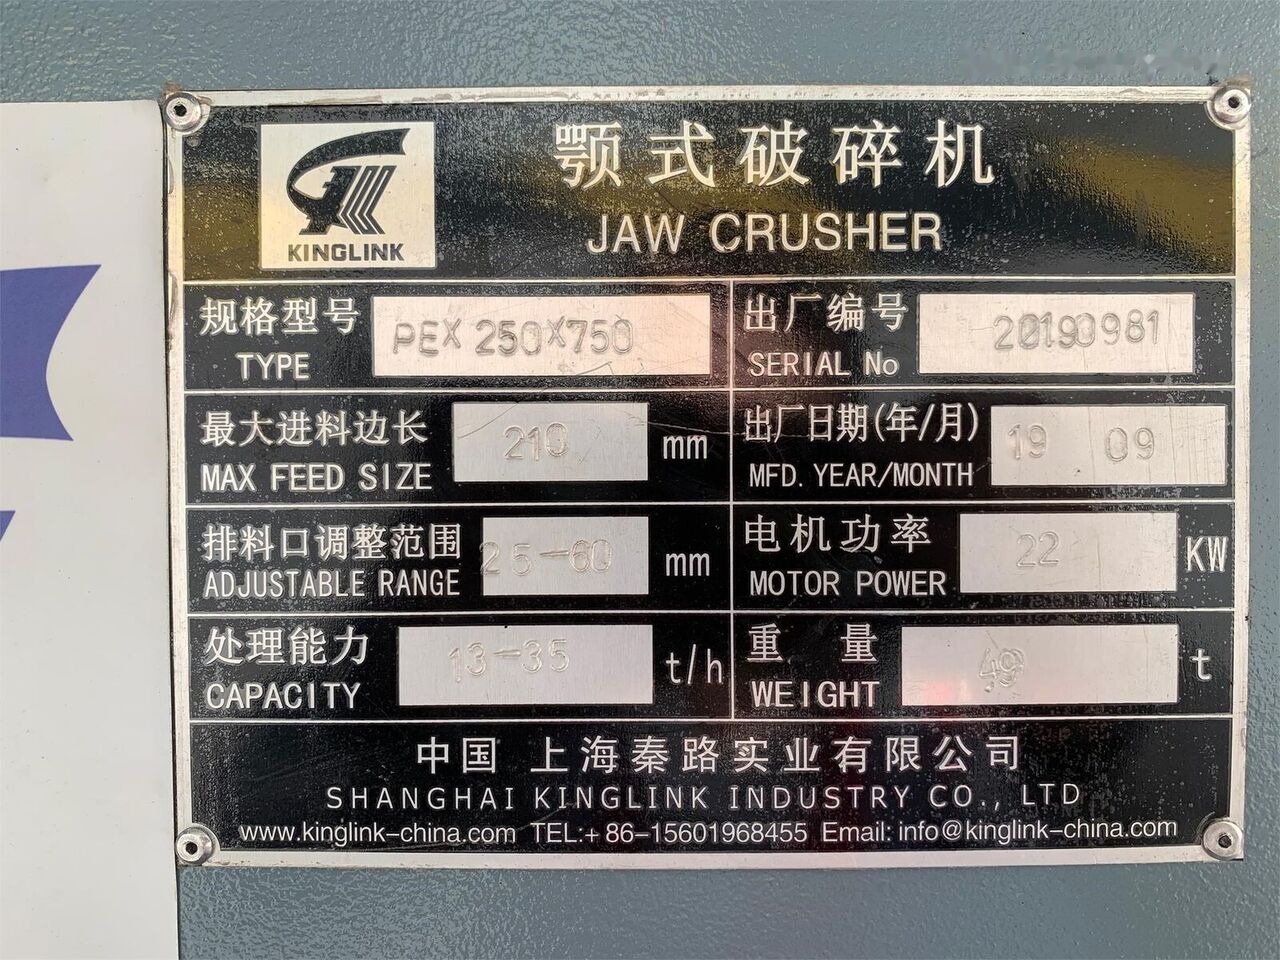 KINGLINK
颚式破碎机
JAW CRUSHER
规格型号 PEX 250X750
TYPE
出厂编号 20190981
SERIAL No
最大进料边长 210 mm
MAX FEED SIZE
出厂日期(年/月) 19 09
MFD. YEAR/MONTH
排料口调整范围 25-60 mm
ADJUSTABLE RANGE
电机功率 22 KW
MOTOR POWER
处理能力 13-35 t/h
CAPACITY
重量 49 t
WEIGHT
中国 上海秦路实业有限公司
SHANGHAI KINGLINK INDUSTRY CO., LTD
www.kinglink-china.com TEL:+86-15601968455 Email: info@kinglink-china.com